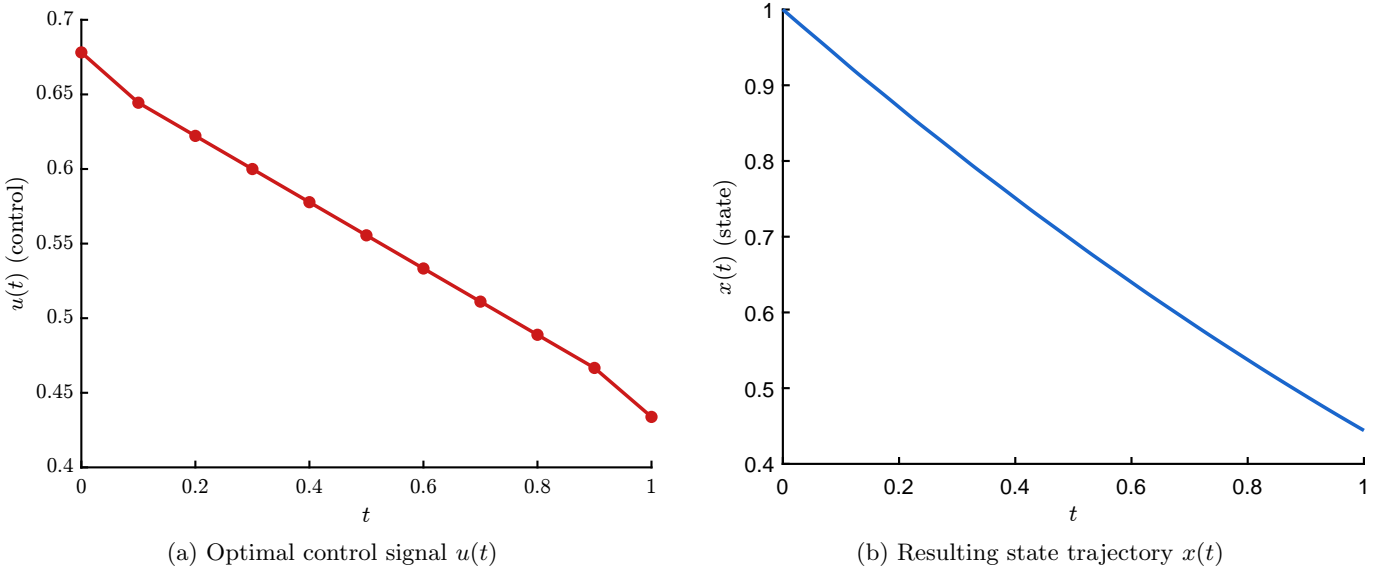 0.7
0.65
0.6
0.55
0.5
0.45
0.4
u(t) (control)
0 0.2 0.4 0.6 0.8 1
t
(a) Optimal control signal u(t)
1
0.9
0.8
0.7
0.6
0.5
0.4
x(t) (state)
0 0.2 0.4 0.6 0.8 1
t
(b) Resulting state trajectory x(t)